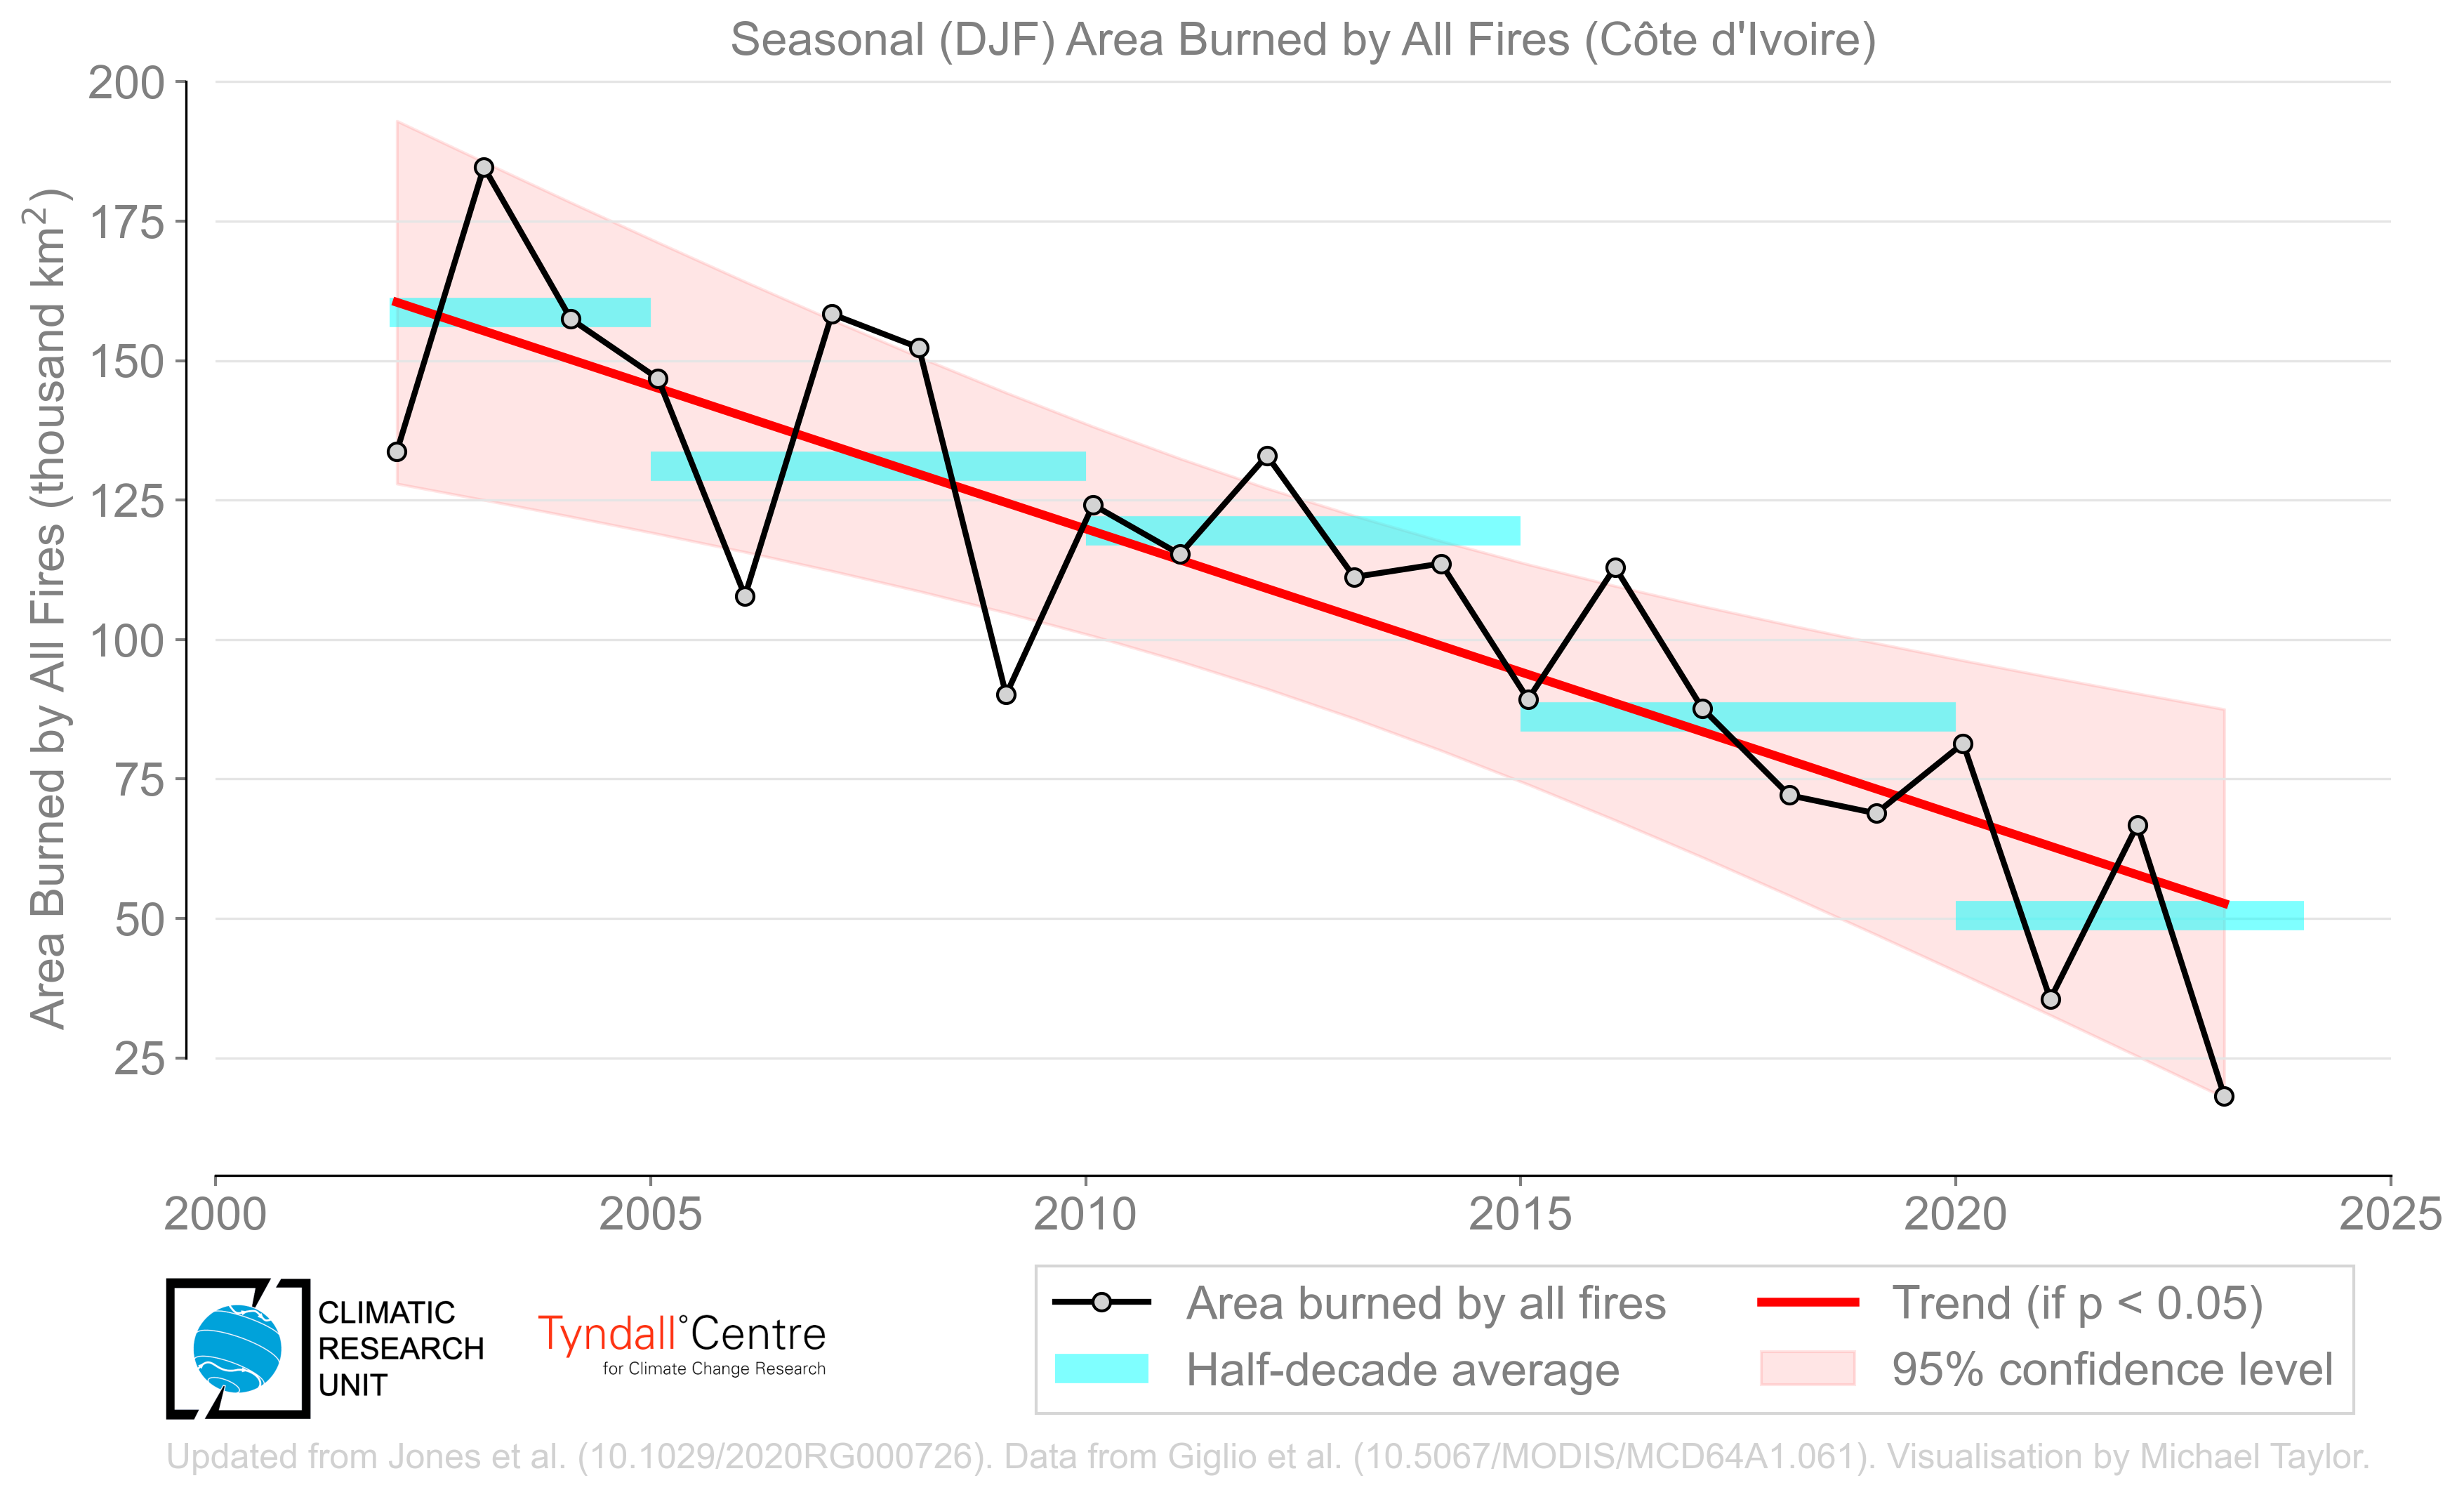 Seasonal (DJF) Area Burned by All Fires (Côte d'Ivoire)
Area Burned by All Fires (thousand km²)
200
175
150
125
100
75
50
25
2000
2005
2010
2015
2020
2025
CLIMATIC
RESEARCH
UNIT
Tyndall°Centre
for Climate Change Research
Area burned by all fires
Half-decade average
Trend (if p < 0.05)
95% confidence level
Updated from Jones et al. (10.1029/2020RG000726). Data from Giglio et al. (10.5067/MODIS/MCD64A1.061). Visualisation by Michael Taylor.